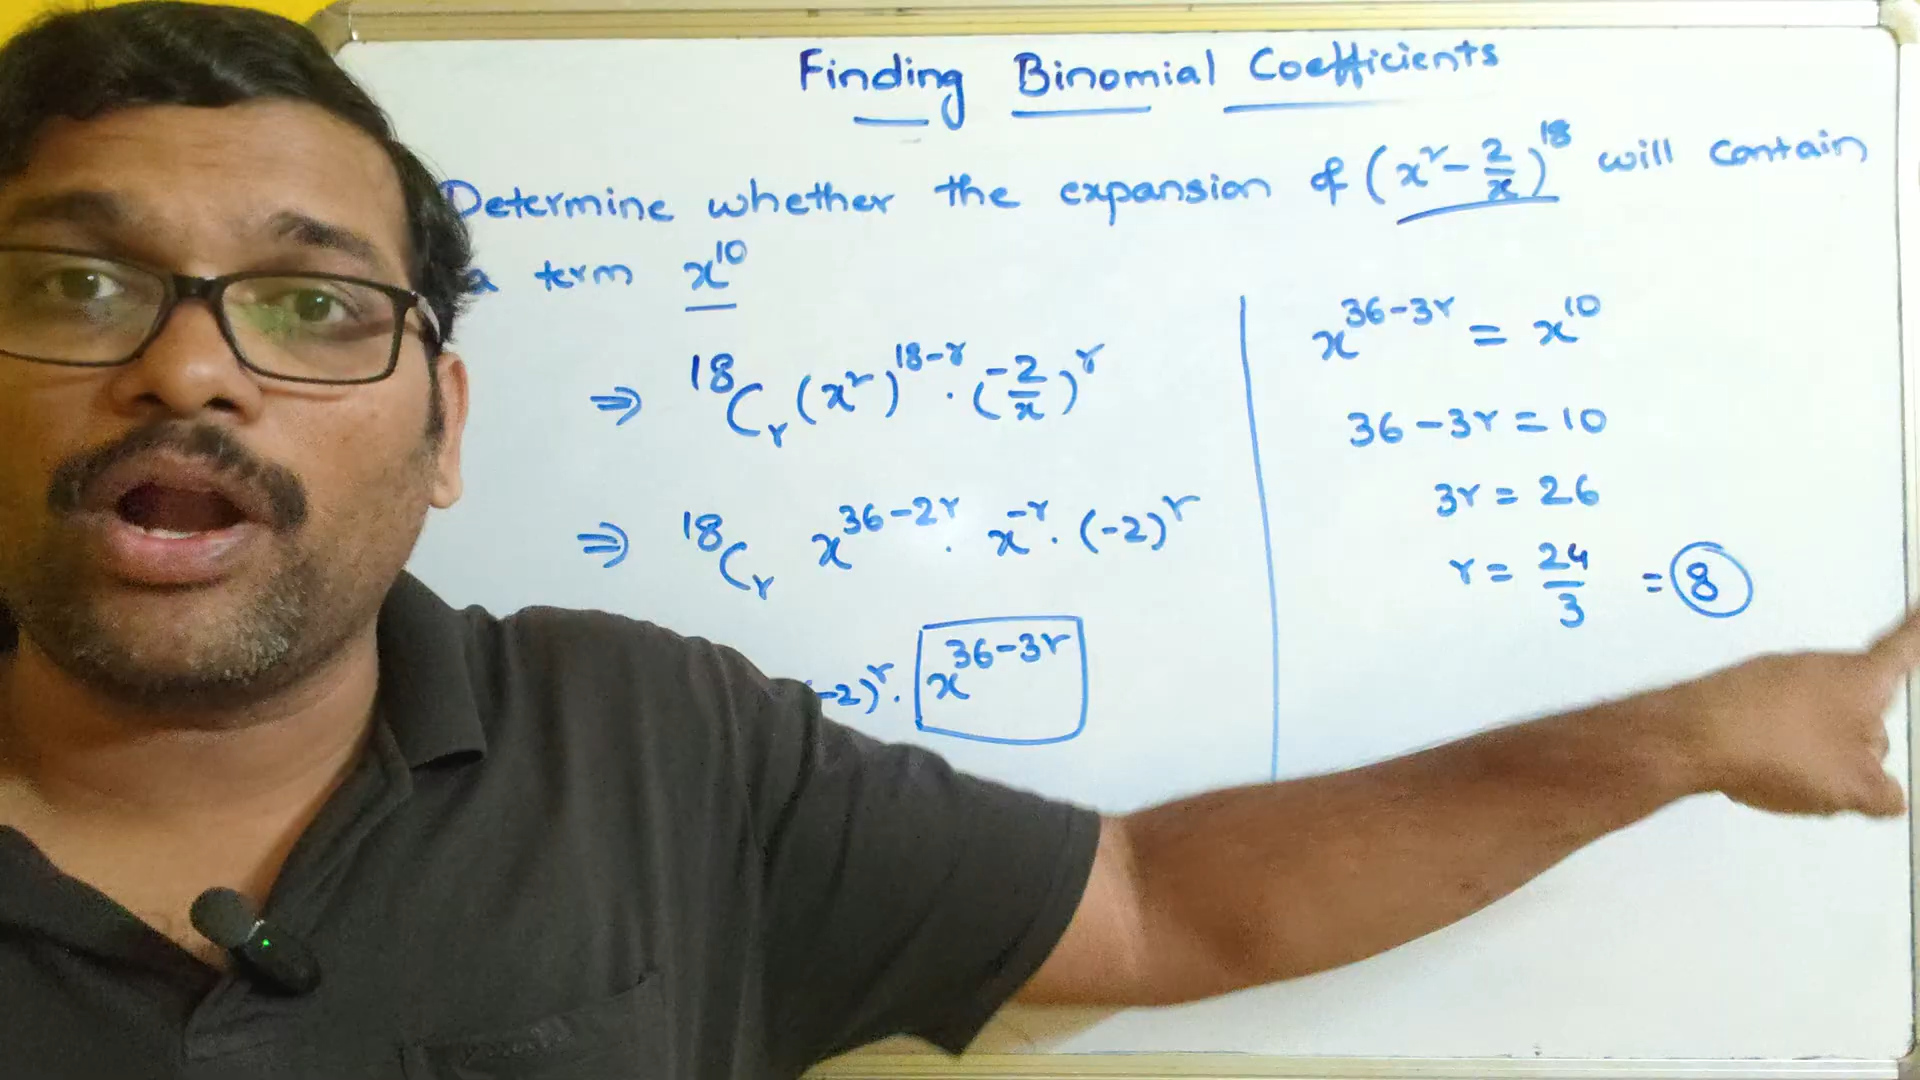 Finding Binomial Coefficients
Determine whether the expansion of (x² - 2/x)¹⁸ will contain
a term x¹⁰
⇒ ¹⁸Cᵣ (x²)¹⁸⁻ʳ · (-2/x)ʳ
⇒ ¹⁸Cᵣ x³⁶⁻²ʳ · x⁻ʳ · (-2)ʳ
-2)ʳ · x³⁶⁻³ʳ
x³⁶⁻³ʳ = x¹⁰
36 - 3r = 10
3r = 26
r = 24/3 = 8